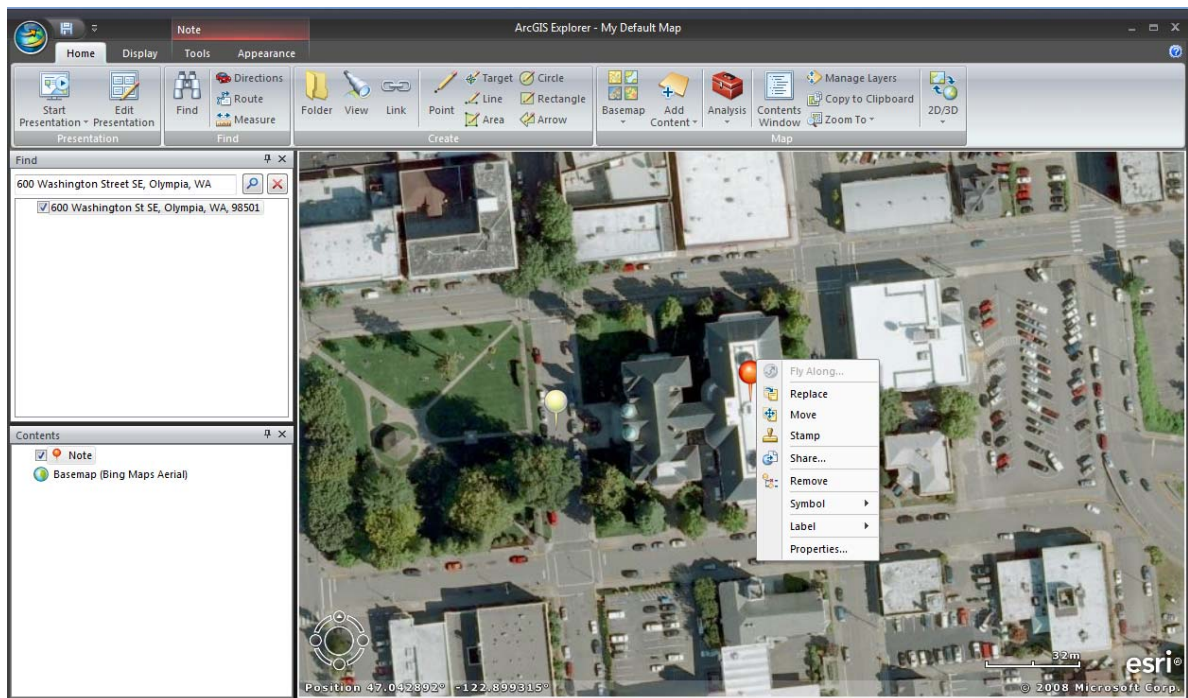 Note
ArcGIS Explorer - My Default Map
Home
Display
Tools
Appearance
Start
Presentation
Edit
Presentation
Presentation
Find
Directions
Route
Measure
Find
Folder
View
Link
Point
Target
Line
Area
Circle
Rectangle
Arrow
Create
Basemap
Add
Content
Analysis
Contents
Window
Manage Layers
Copy to Clipboard
Zoom To
2D/3D
Map
Find
600 Washington Street SE, Olympia, WA
600 Washington St SE, Olympia, WA, 98501
Contents
Note
Basemap (Bing Maps Aerial)
Fly Along...
Replace
Move
Stamp
Share...
Remove
Symbol
Label
Properties...
32m
esri®
Position 47.042892° -122.899315°
© 2008 Microsoft Corp.